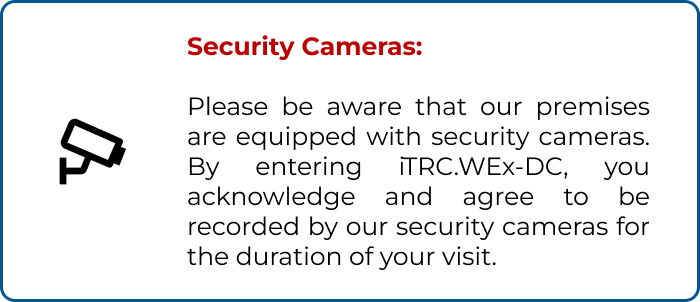 Security Cameras:
Please be aware that our premises
are equipped with security cameras.
By entering iTRC.WEx-DC, you
acknowledge and agree to be
recorded by our security cameras for
the duration of your visit.